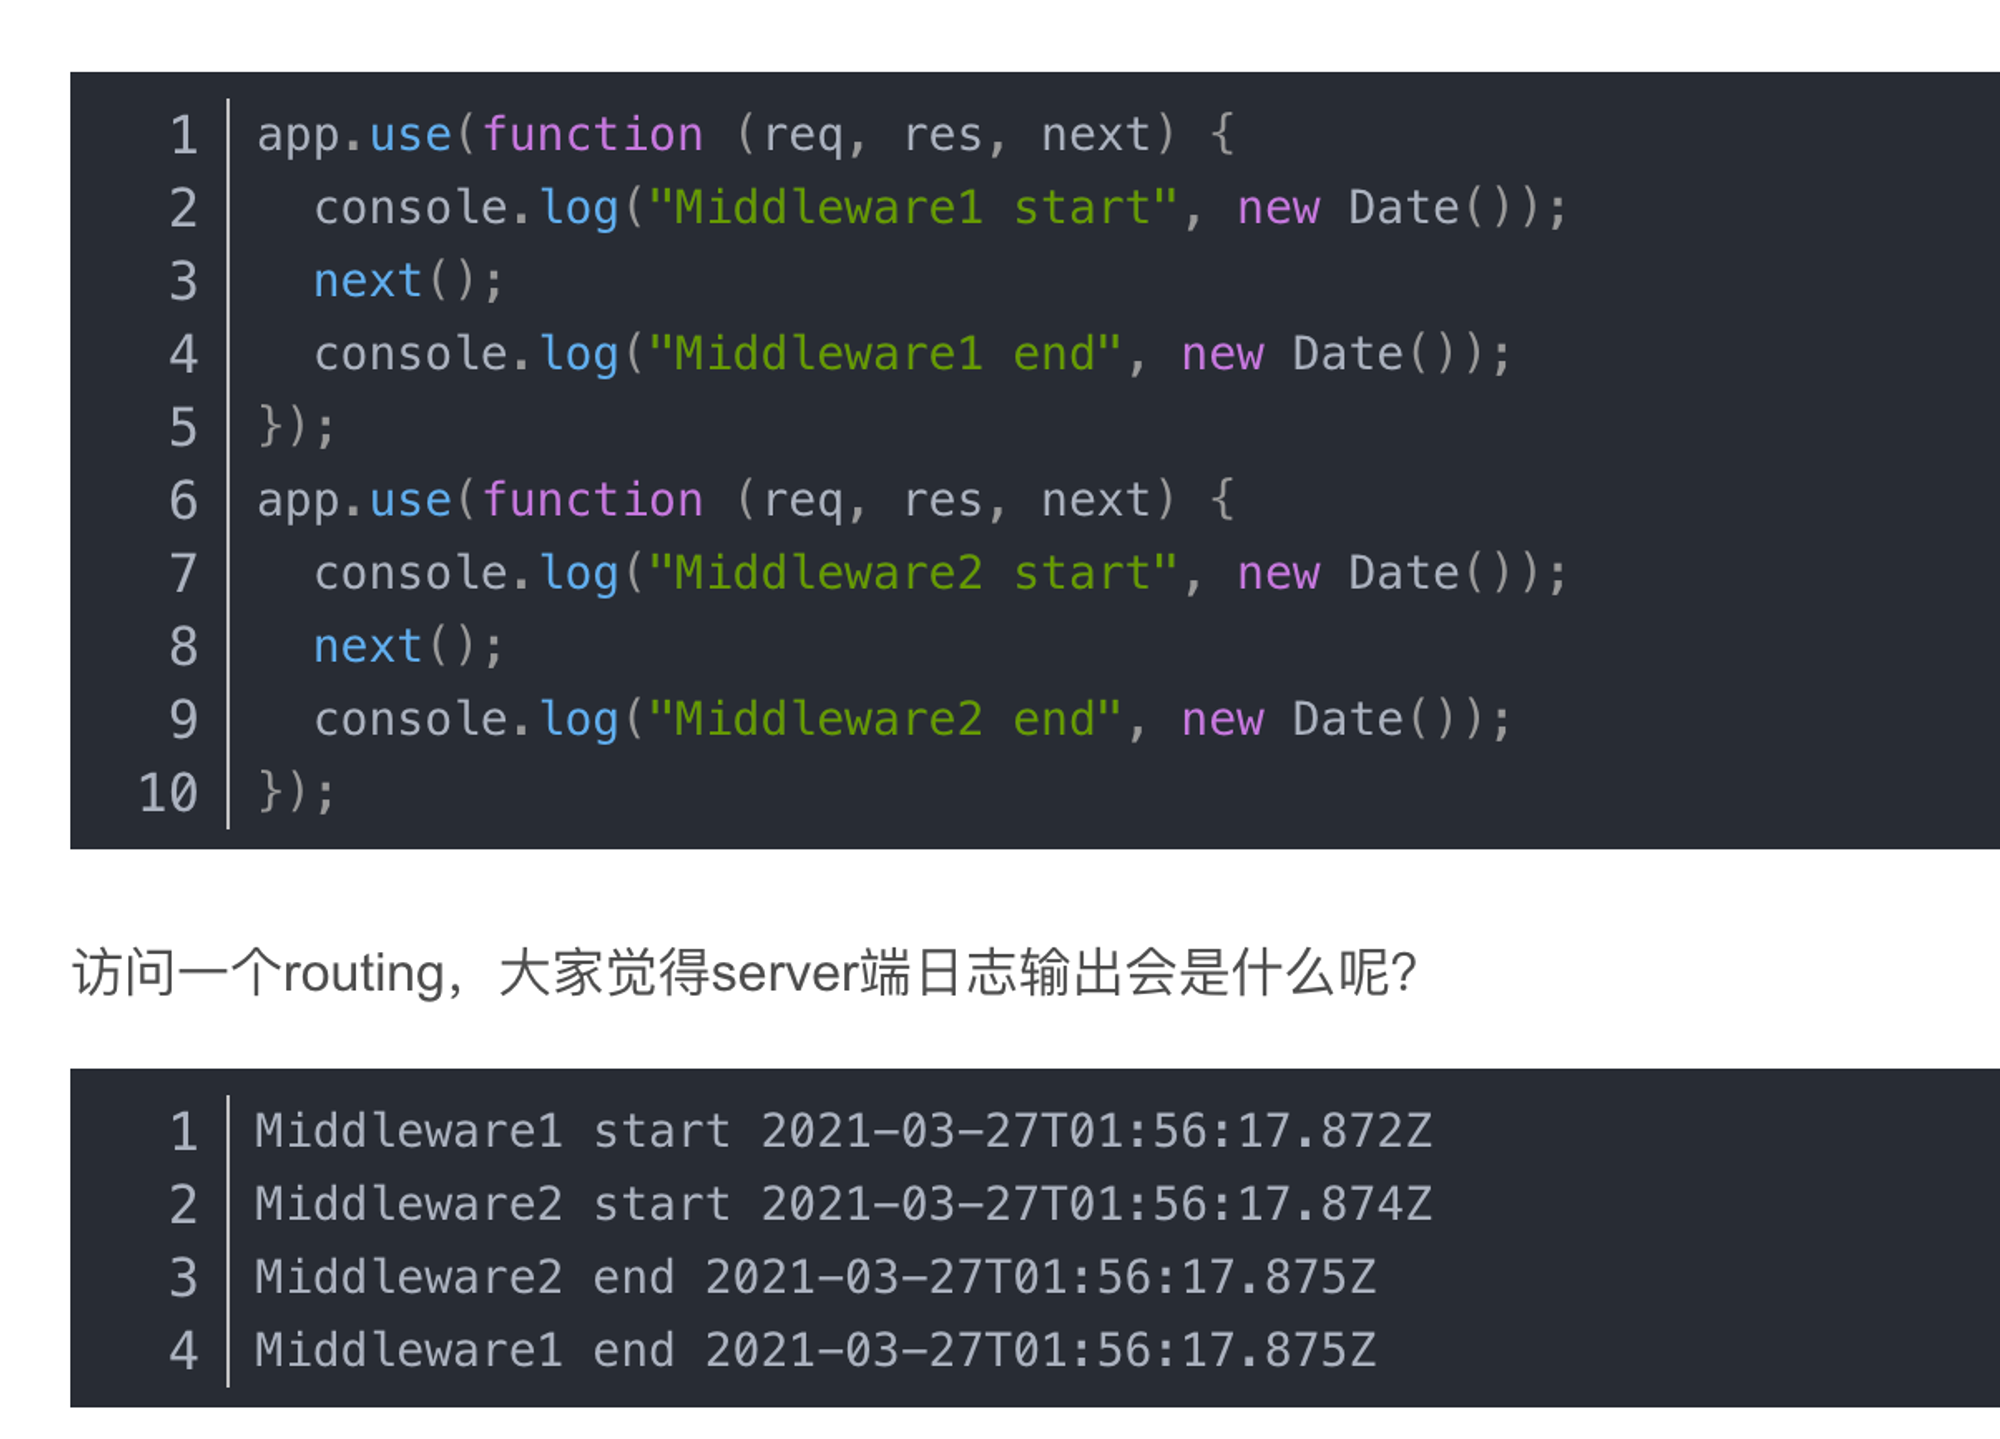 1 app.use(function (req, res, next) {
2   console.log("Middleware1 start", new Date());
3   next();
4   console.log("Middleware1 end", new Date());
5 });
6 app.use(function (req, res, next) {
7   console.log("Middleware2 start", new Date());
8   next();
9   console.log("Middleware2 end", new Date());
10 });
访问一个routing，大家觉得server端日志输出会是什么呢？
1 Middleware1 start 2021-03-27T01:56:17.872Z
2 Middleware2 start 2021-03-27T01:56:17.874Z
3 Middleware2 end 2021-03-27T01:56:17.875Z
4 Middleware1 end 2021-03-27T01:56:17.875Z